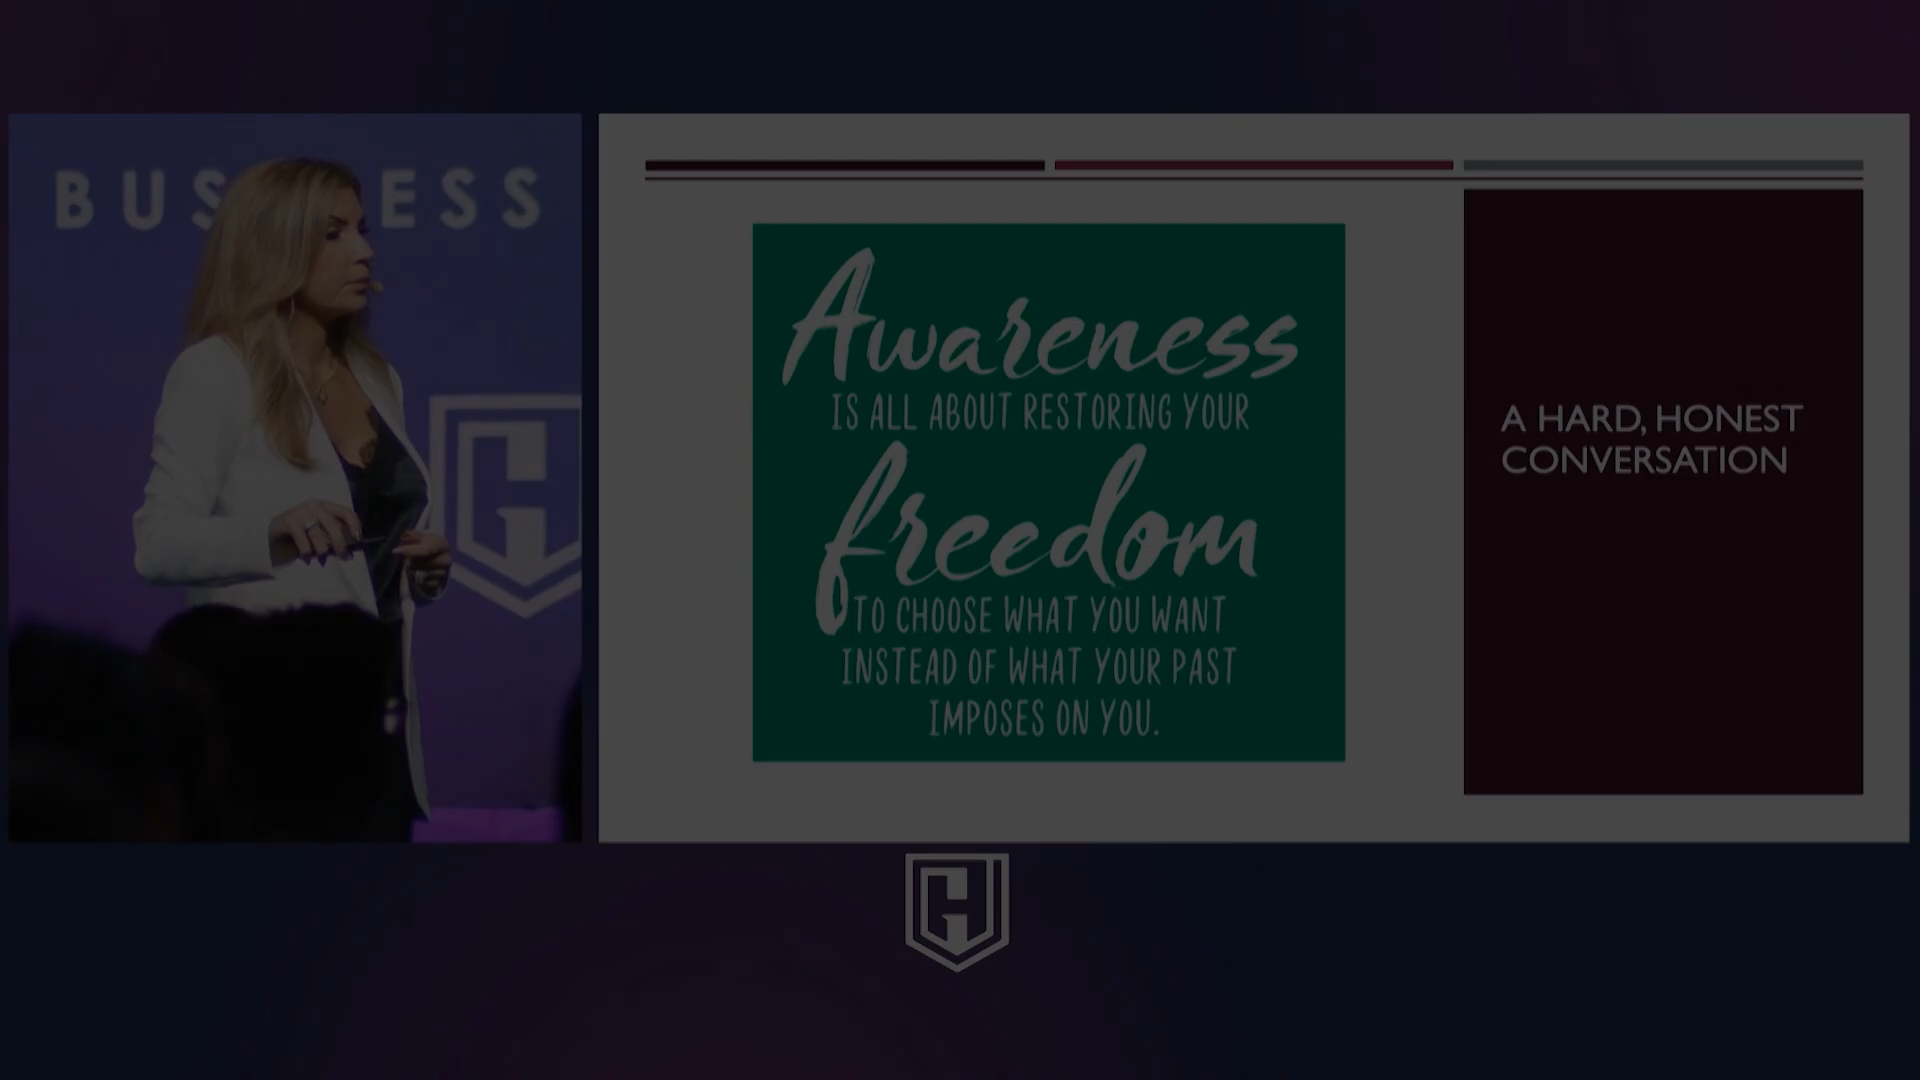 BUS ESS
Awareness
IS ALL ABOUT RESTORING YOUR
freedom
TO CHOOSE WHAT YOU WANT
INSTEAD OF WHAT YOUR PAST
IMPOSES ON YOU.
A HARD, HONEST
CONVERSATION